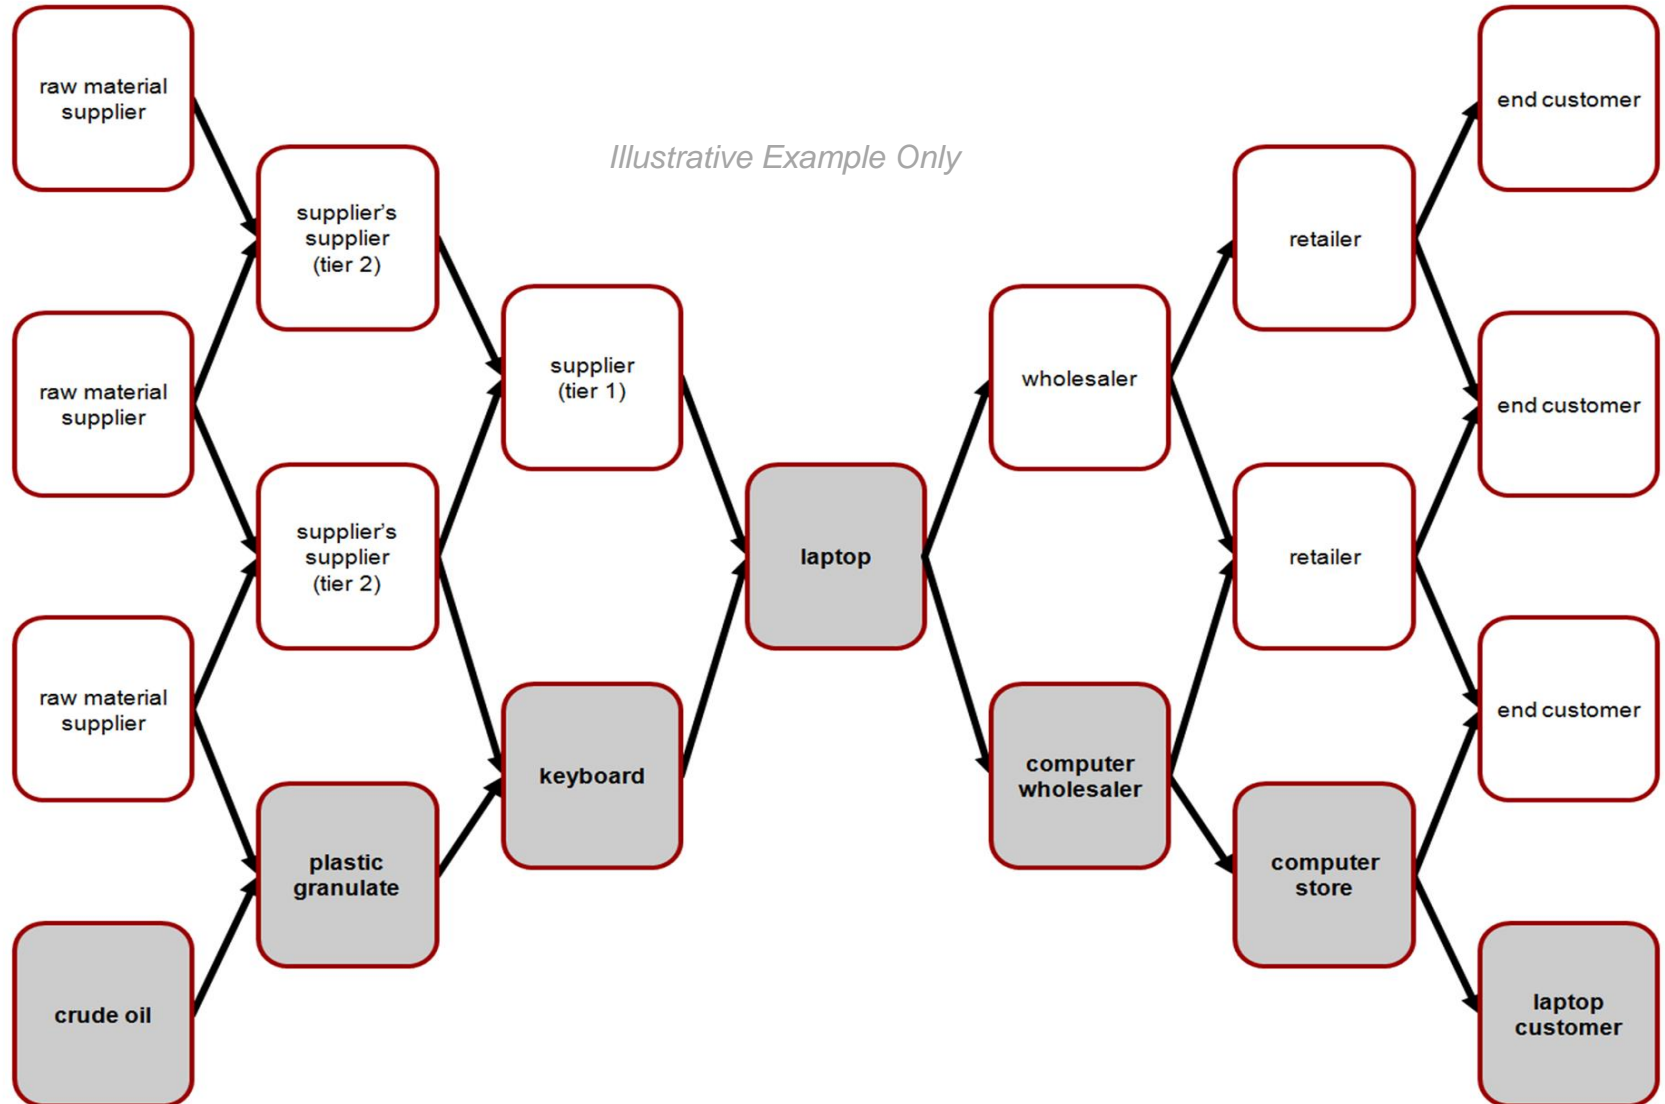 raw material
supplier
raw material
supplier
raw material
supplier
crude oil
supplier's
supplier
(tier 2)
supplier's
supplier
(tier 2)
plastic
granulate
supplier
(tier 1)
keyboard
Illustrative Example Only
laptop
wholesaler
computer
wholesaler
retailer
retailer
computer
store
end customer
end customer
end customer
laptop
customer